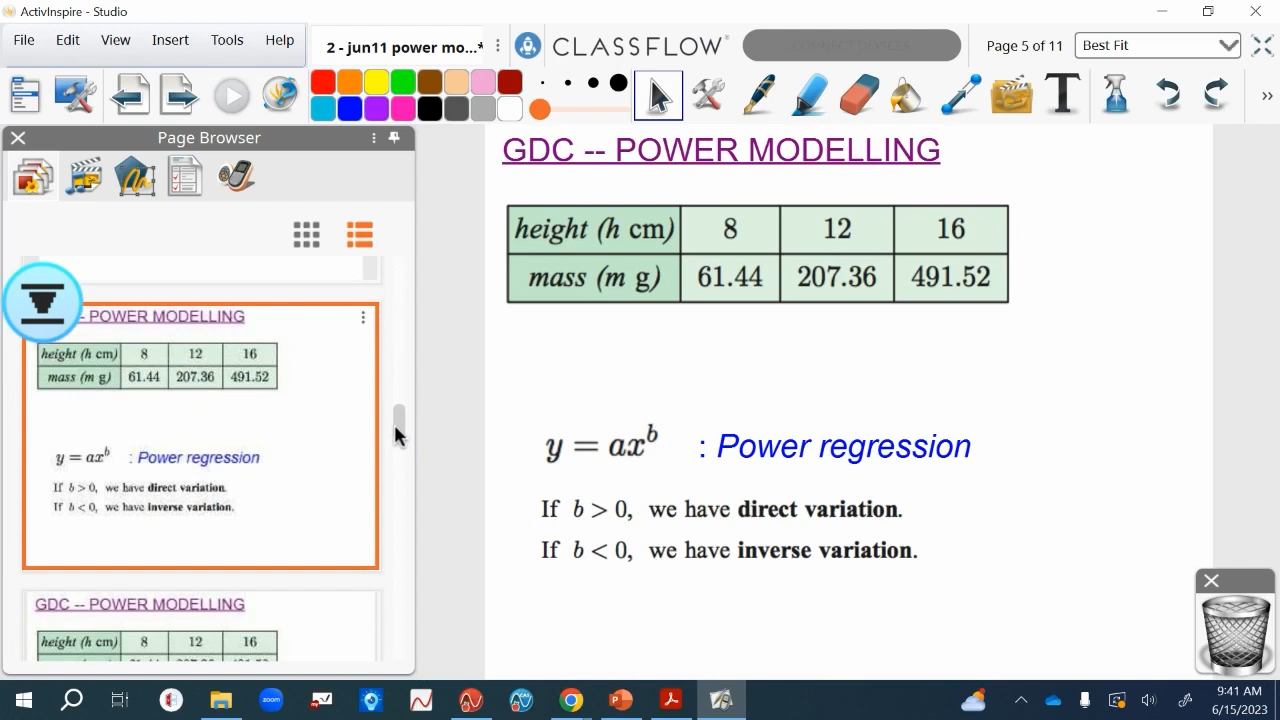 ActivInspire - Studio
File Edit View Insert Tools Help
2 - jun11 power mo...*
CLASSFLOW
CONNECT DEVICES
Page 5 of 11
Best Fit
Page Browser
- POWER MODELLING
height (h cm) 8 12 16
mass (m g) 61.44 207.36 491.52
y = ax^b : Power regression
If b > 0, we have direct variation.
If b < 0, we have inverse variation.
GDC -- POWER MODELLING
height (h cm) 8 12 16
GDC -- POWER MODELLING
height (h cm) 8 12 16
mass (m g) 61.44 207.36 491.52
y = ax^b : Power regression
If b > 0, we have direct variation.
If b < 0, we have inverse variation.
zoom
9:41 AM
6/15/2023